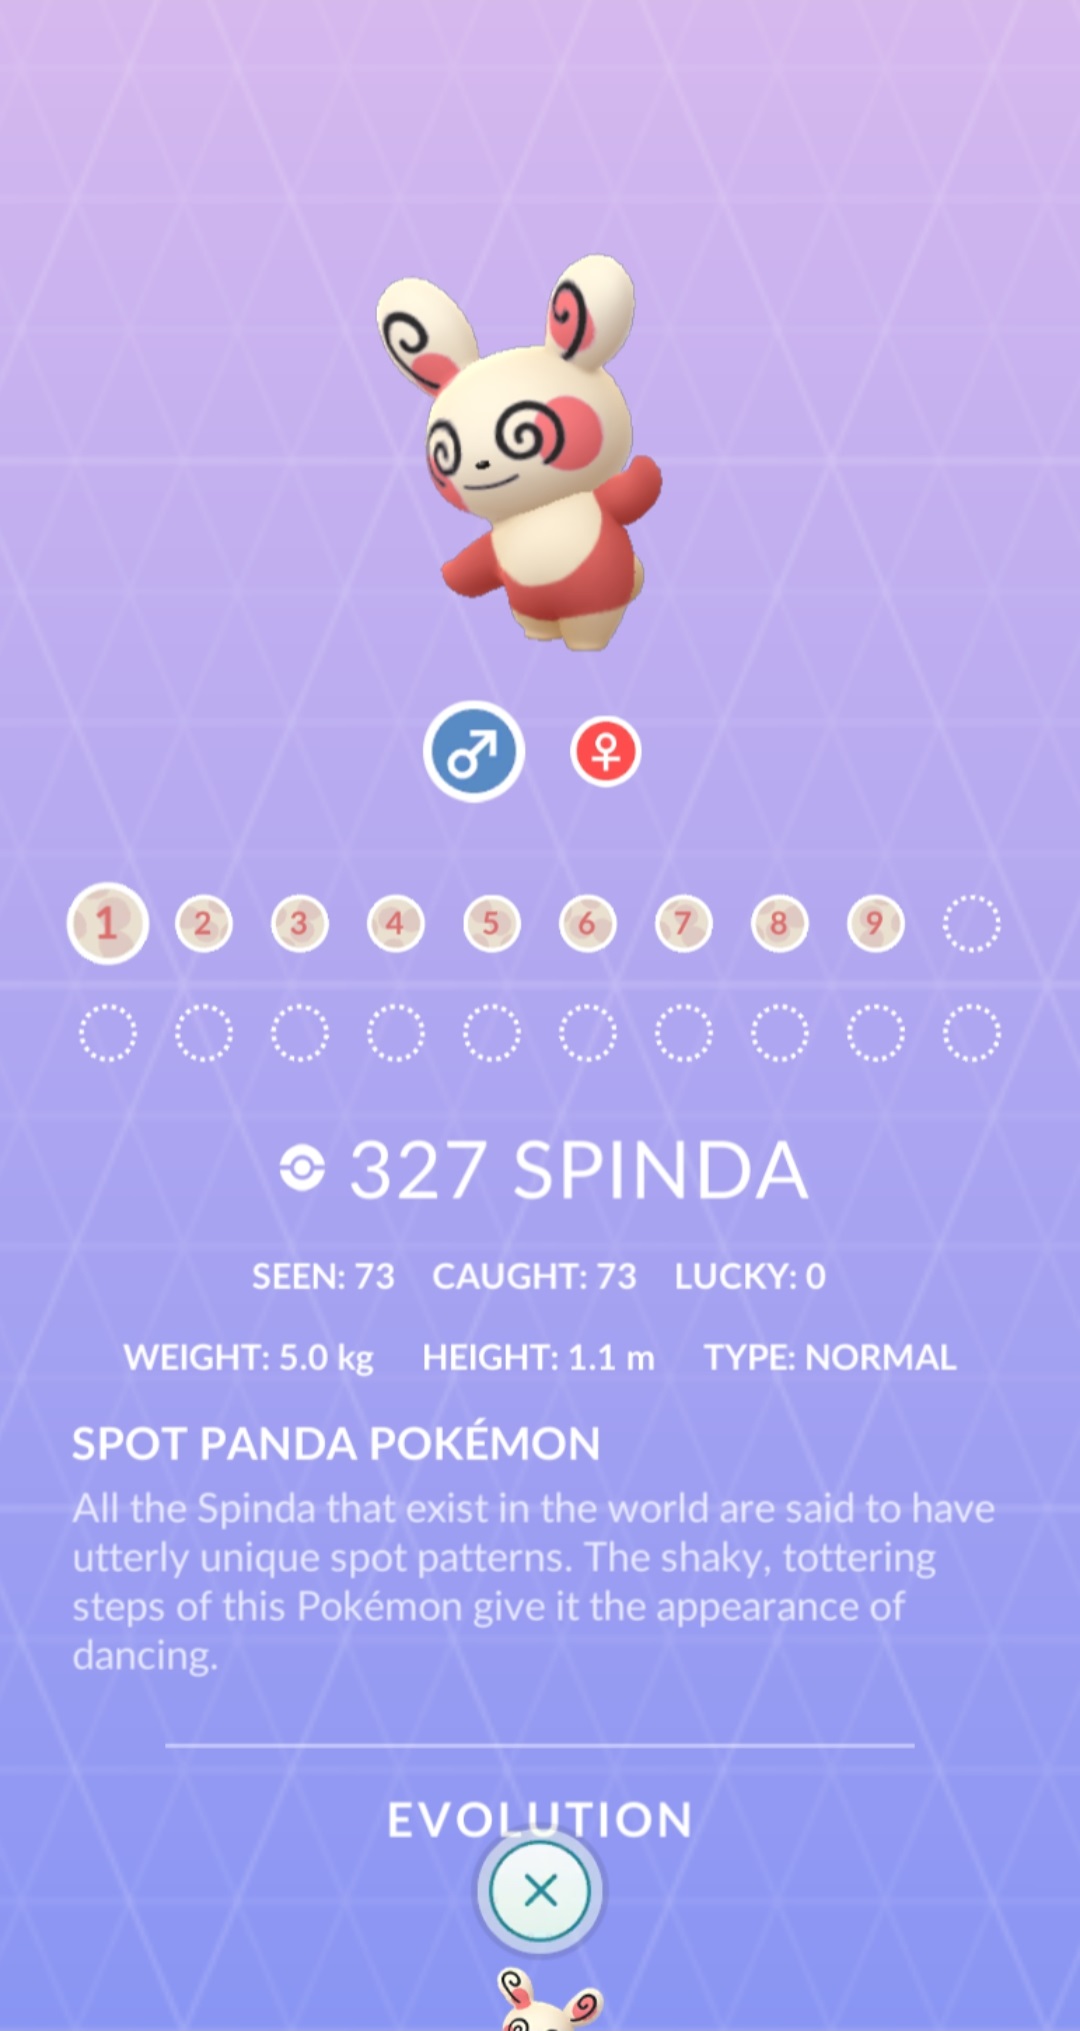 1 2 3 4 5 6 7 8 9
327 SPINDA
SEEN: 73 CAUGHT: 73 LUCKY: 0
WEIGHT: 5.0 kg HEIGHT: 1.1 m TYPE: NORMAL
SPOT PANDA POKÉMON
All the Spinda that exist in the world are said to have
utterly unique spot patterns. The shaky, tottering
steps of this Pokémon give it the appearance of
dancing.
EVOLUTION